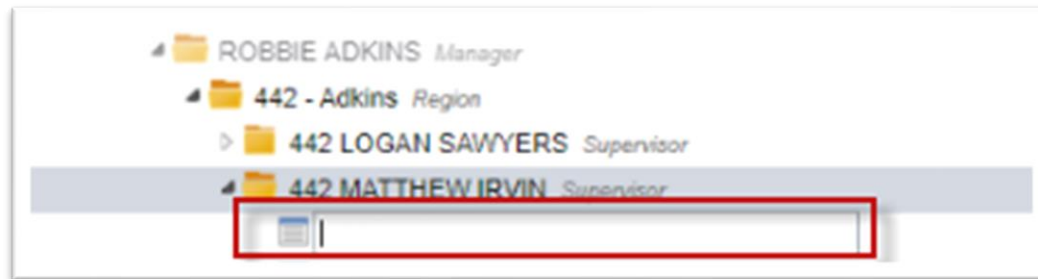 ROBBIE ADKINS Manager
442 - Adkins Region
442 LOGAN SAWYERS Supervisor
442 MATTHEW IRVIN Supervisor